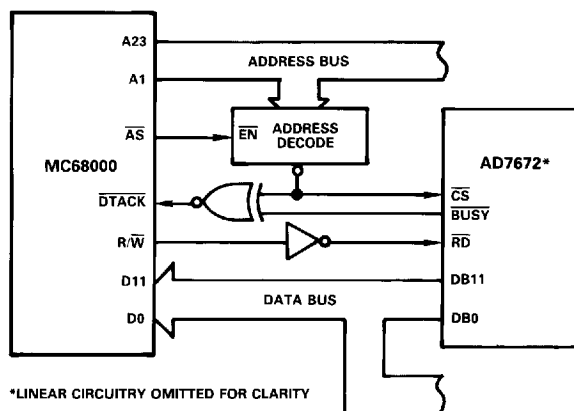 A23
ADDRESS BUS
A1
AS
EN
ADDRESS
DECODE
MC68000
AD7672*
DTACK
CS
BUSY
R/W
RD
D11
DB11
DATA BUS
D0
DB0
*LINEAR CIRCUITRY OMITTED FOR CLARITY